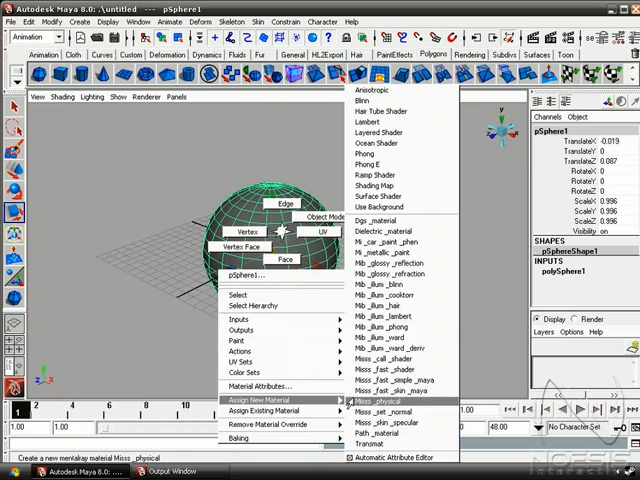 Autodesk Maya 8.0: .\untitled --- pSphere1
File Edit Modify Create Display Window Animate Deform Skeleton Skin Constrain Character Help
Animation
Animation Cloth Deformation Dynamics Fluids Fur General HL2Export Hair PaintEffects Polygons Rendering Subdivs Surfaces Toon
View Shading Lighting Show Renderer Panels
Channels Object
pSphere1
TranslateX -0.019
TranslateY 0
TranslateZ 0.087
RotateX 0
RotateY 0
RotateZ 0
ScaleX 0.996
ScaleY 0.996
ScaleZ 0.996
SHAPES
pSphereShape1
INPUTS
polySphere1
Display Render
Layers Options
Edge
Object Mode
Vertex
UV
Vertex Face
Face
pSphere1...
Select
Select Hierarchy
Inputs
Outputs
Paint
Actions
UV Sets
Color Sets
Material Attributes...
Assign New Material
Assign Existing Material
Remove Material Override
Baking
Anisotropic
Blinn
Hair Tube Shader
Lambert
Layered Shader
Ocean Shader
Phong
Phong E
Ramp Shader
Shading Map
Surface Shader
Use Background
Dgs _material
Dielectric _material
Mi _car _paint _phen
Mi _metallic _paint
Mib _glossy _reflection
Mib _glossy _refraction
Mib _illum _blinn
Mib _illum _cooktorr
Mib _illum _hair
Mib _illum _lambert
Mib _illum _phong
Mib _illum _ward
Mib _illum _ward _deriv
Misss _call _shader
Misss _fast _shader
Misss _fast _simple _maya
Misss _fast _skin _maya
Misss _physical
Misss _set _normal
Misss _skin _specular
Path _material
Transmat
Automatic Attribute Editor
1 2 4 6 8 10 12 1.00
1.00 1.00 48.00 No Character Set
Create a new mentalray material Misss _physical
NOESIS
Interactive
Autodesk Maya 8.0: .... Output Window